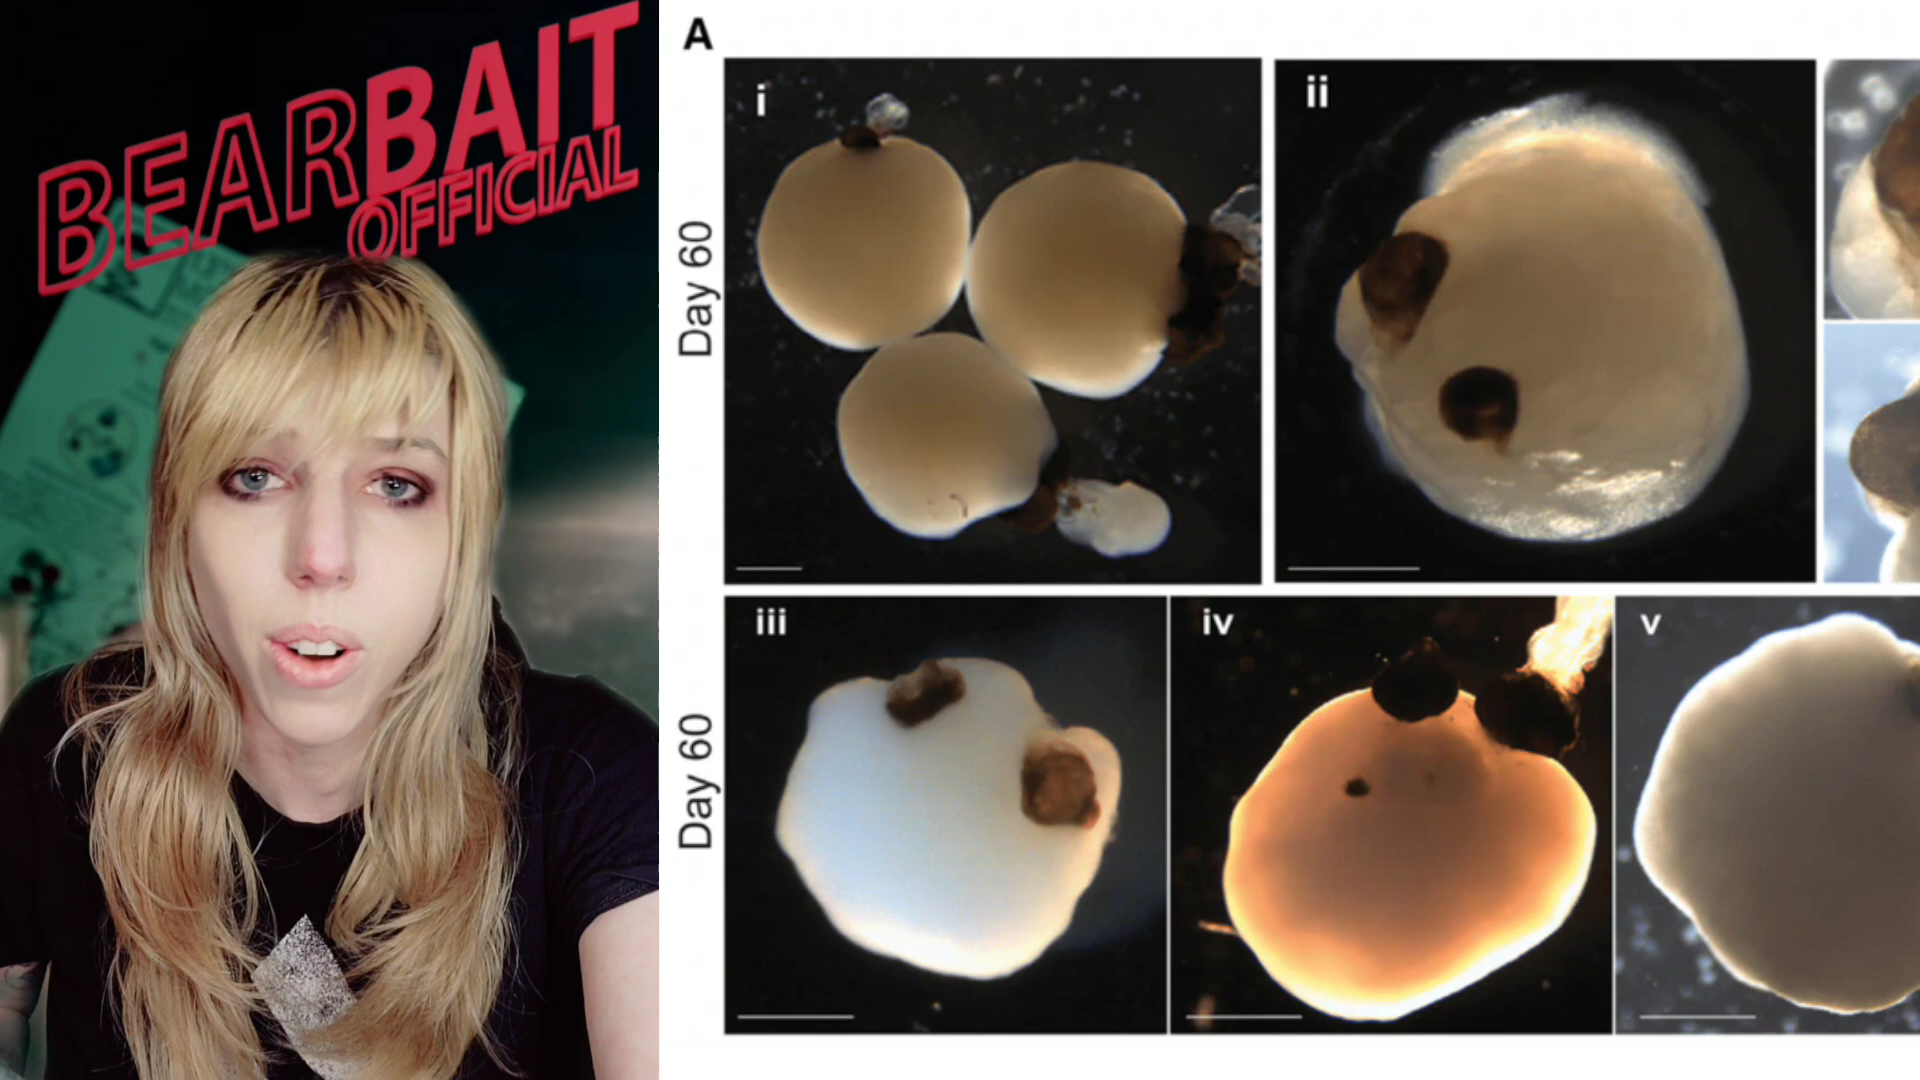 BEARBAIT
OFFICIAL
A
i
ii
Day 60
iii
iv
v
Day 60